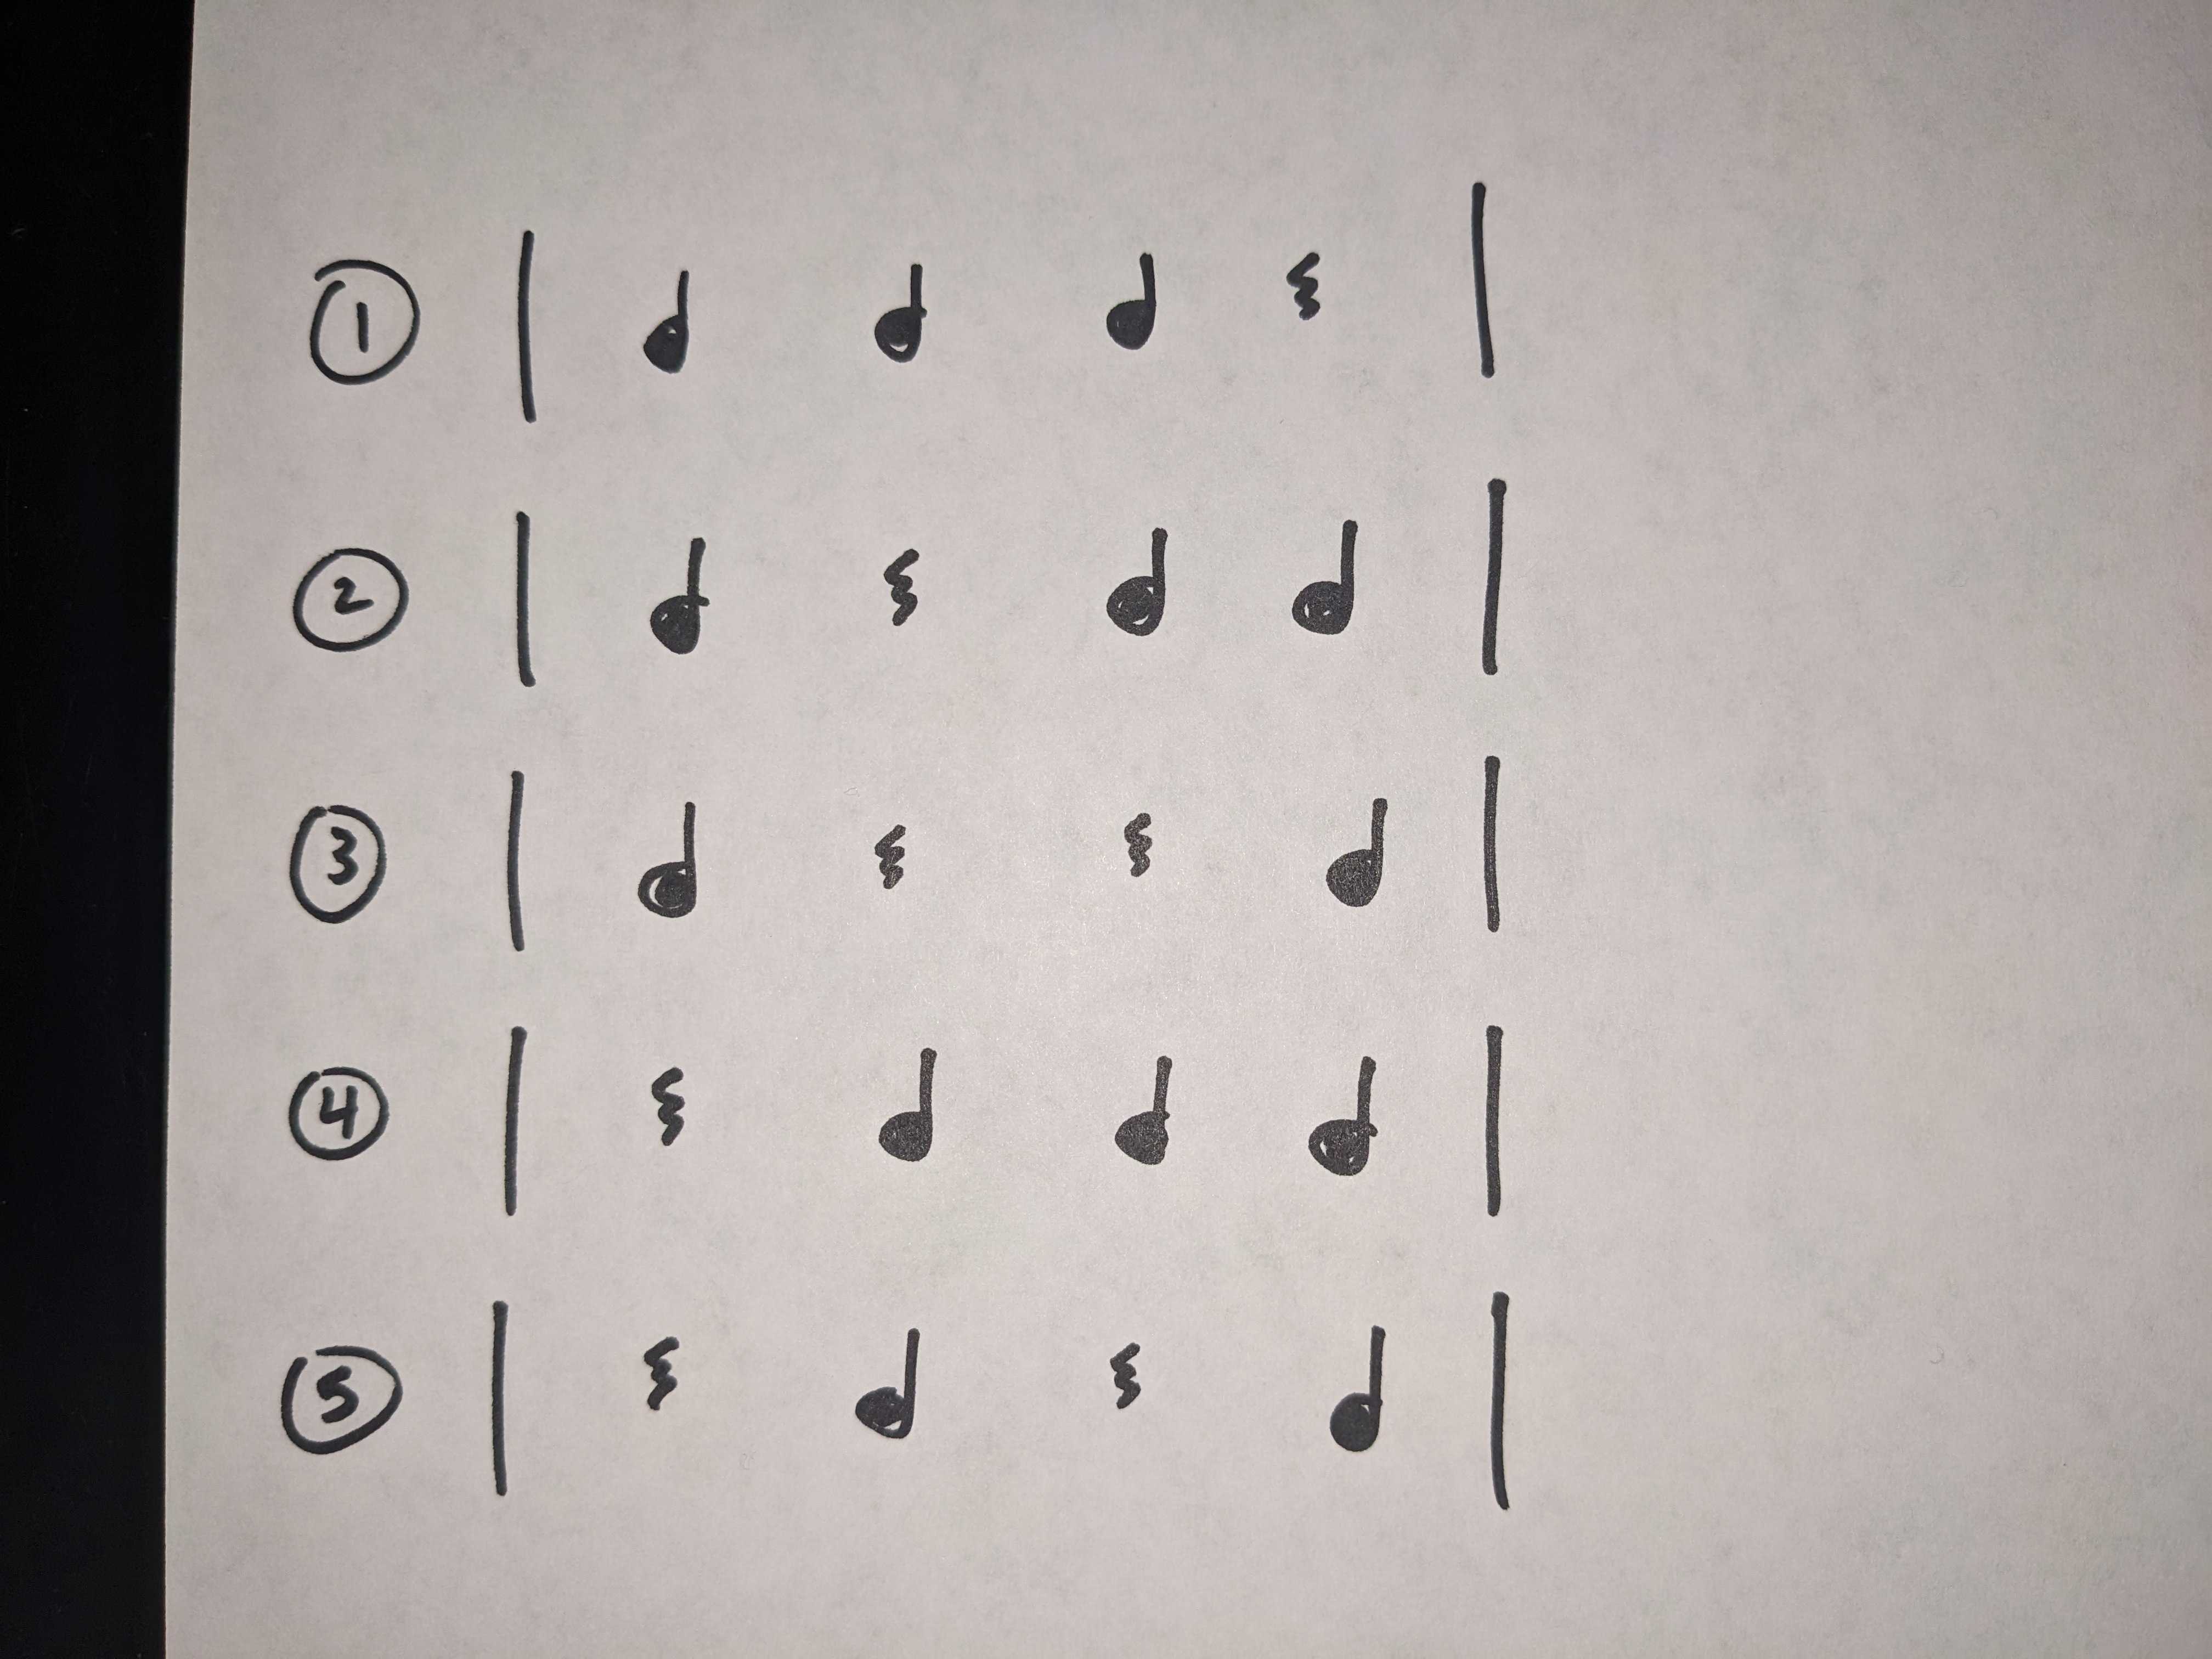 ① | ♩ ♩ ♩ 𝄽 |
② | ♩ 𝄽 ♩ ♩ |
③ | ♩ 𝄽 𝄽 ♩ |
④ | 𝄽 ♩ ♩ ♩ |
⑤ | 𝄽 ♩ 𝄽 ♩ |